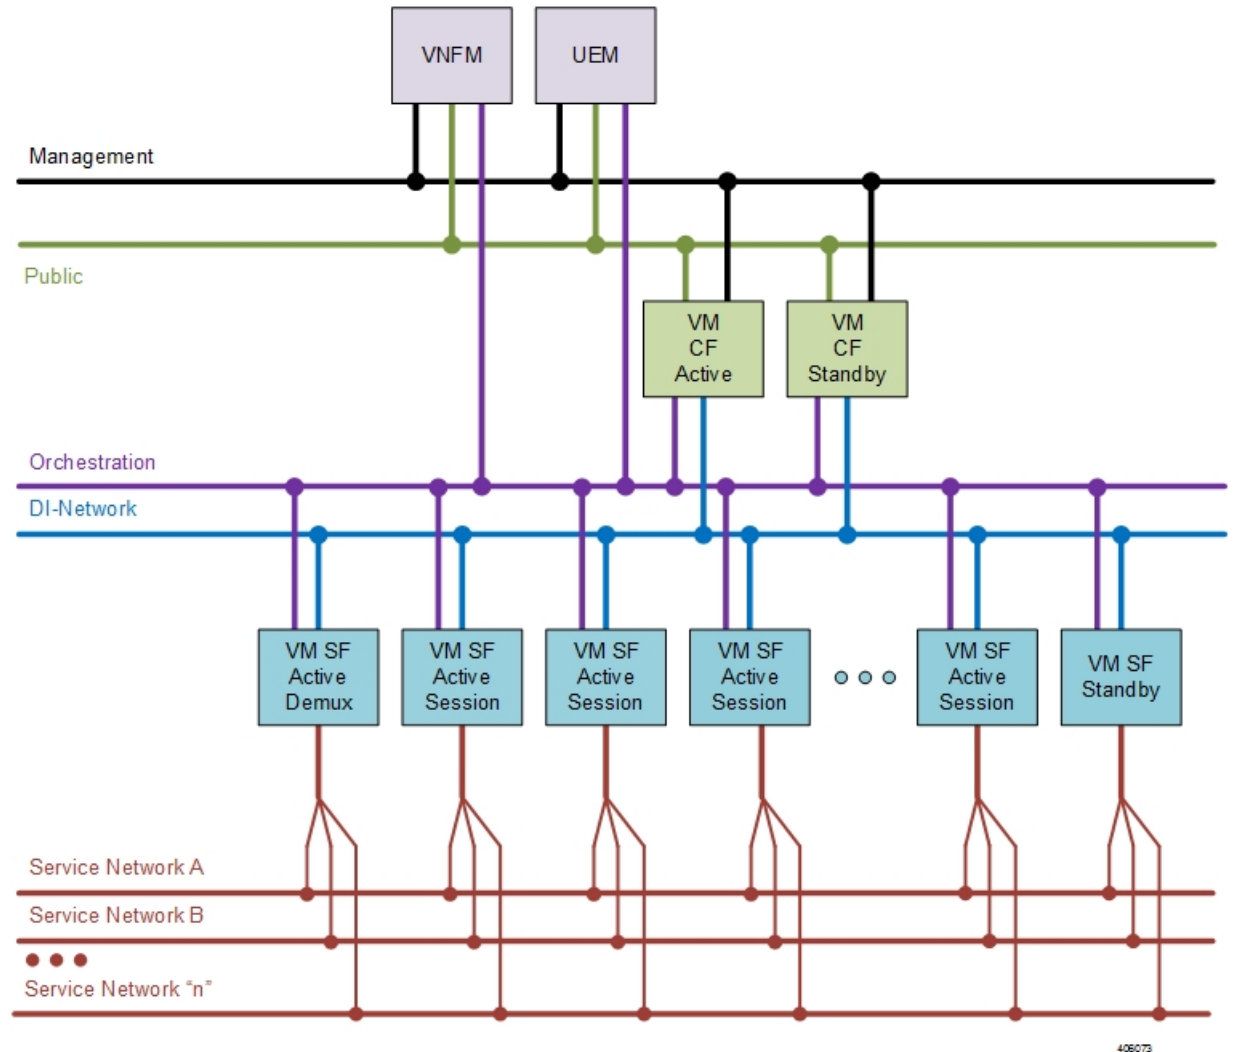 VNFM
UEM
Management
Public
VM
CF
Active
VM
CF
Standby
Orchestration
DI-Network
VM SF
Active
Demux
VM SF
Active
Session
VM SF
Active
Session
VM SF
Active
Session
VM SF
Active
Session
VM SF
Standby
Service Network A
Service Network B
Service Network “n”
406073